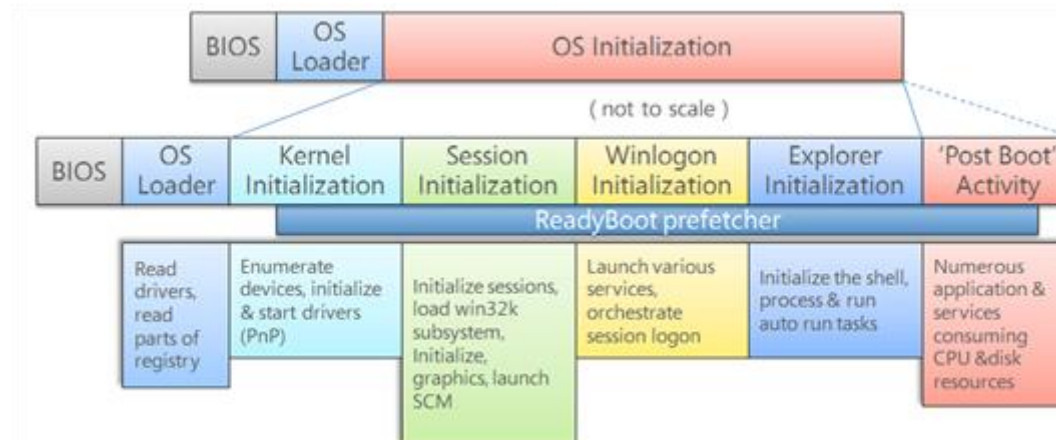 BIOS
OS
Loader
OS Initialization
( not to scale )
BIOS
OS
Loader
Kernel
Initialization
Session
Initialization
Winlogon
Initialization
Explorer
Initialization
'Post Boot'
Activity
ReadyBoot prefetcher
Read
drivers,
read
parts of
registry
Enumerate
devices, initialize
& start drivers
(PnP)
Initialize sessions,
load win32k
subsystem,
Initialize,
graphics, launch
SCM
Launch various
services,
orchestrate
session logon
Initialize the shell,
process & run
auto run tasks
Numerous
application &
services
consuming
CPU &disk
resources